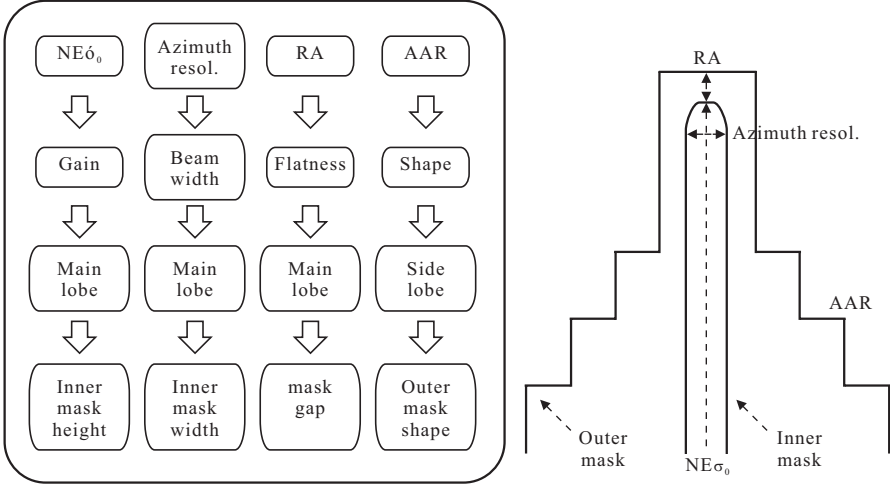 NEó₀
Azimuth
resol.
RA
AAR
Gain
Beam
width
Flatness
Shape
Main
lobe
Main
lobe
Main
lobe
Side
lobe
Inner
mask
height
Inner
mask
width
mask
gap
Outer
mask
shape
RA
Azimuth resol.
AAR
Outer
mask
NEσ₀
Inner
mask